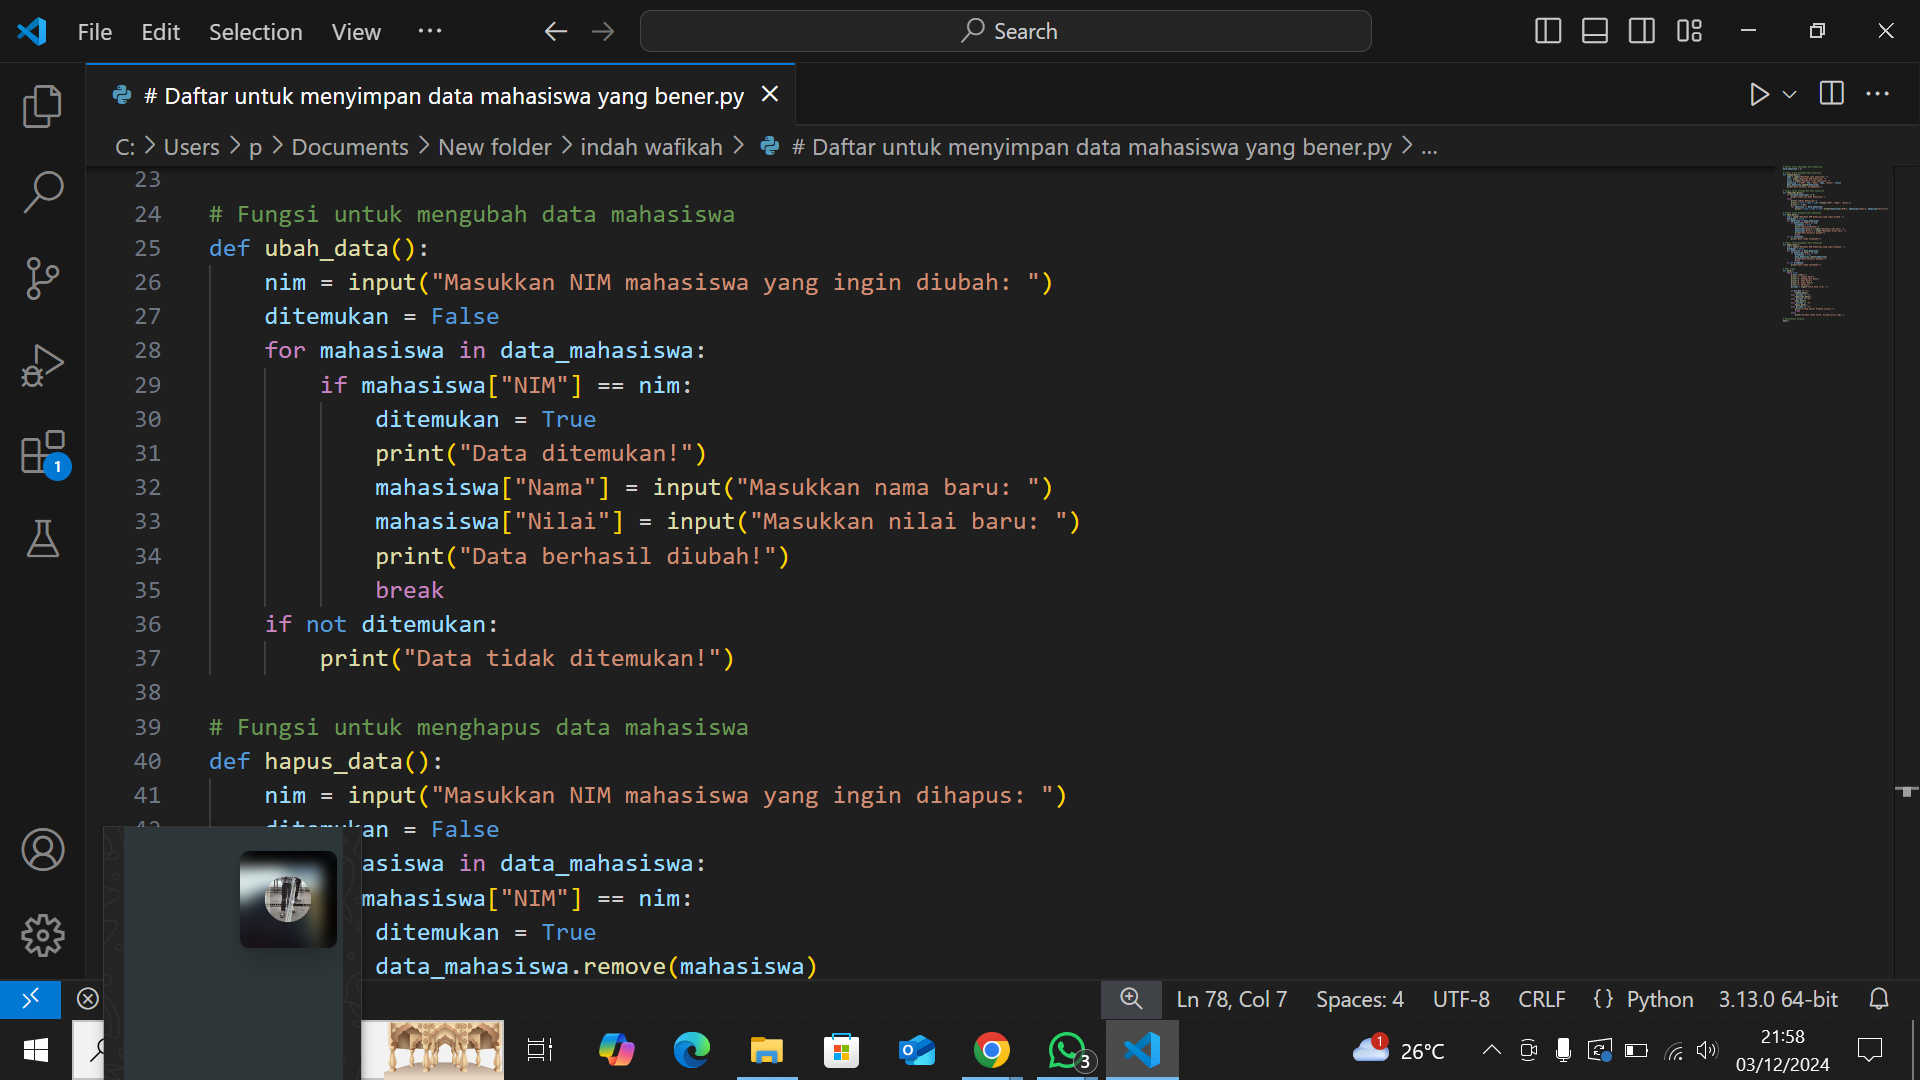 File Edit Selection View ... Search
# Daftar untuk menyimpan data mahasiswa yang bener.py
C: > Users > p > Documents > New folder > indah wafikah > # Daftar untuk menyimpan data mahasiswa yang bener.py > ...
23
24 # Fungsi untuk mengubah data mahasiswa
25 def ubah_data():
26     nim = input("Masukkan NIM mahasiswa yang ingin diubah: ")
27     ditemukan = False
28     for mahasiswa in data_mahasiswa:
29         if mahasiswa["NIM"] == nim:
30             ditemukan = True
31             print("Data ditemukan!")
32             mahasiswa["Nama"] = input("Masukkan nama baru: ")
33             mahasiswa["Nilai"] = input("Masukkan nilai baru: ")
34             print("Data berhasil diubah!")
35             break
36     if not ditemukan:
37         print("Data tidak ditemukan!")
38
39 # Fungsi untuk menghapus data mahasiswa
40 def hapus_data():
41     nim = input("Masukkan NIM mahasiswa yang ingin dihapus: ")
= False
in data_mahasiswa:
mahasiswa["NIM"] == nim:
ditemukan = True
data_mahasiswa.remove(mahasiswa)
1
Ln 78, Col 7 Spaces: 4 UTF-8 CRLF {} Python 3.13.0 64-bit
3 1 26°C 21:58
03/12/2024